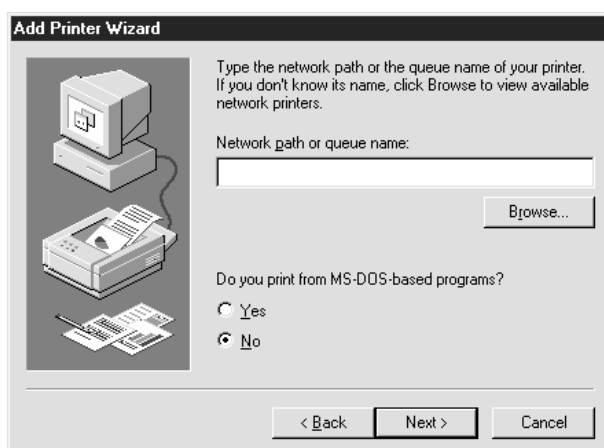 Add Printer Wizard
Type the network path or the queue name of your printer.
If you don't know its name, click Browse to view available
network printers.
Network path or queue name:
Browse...
Do you print from MS-DOS-based programs?
Yes
No
< Back
Next >
Cancel